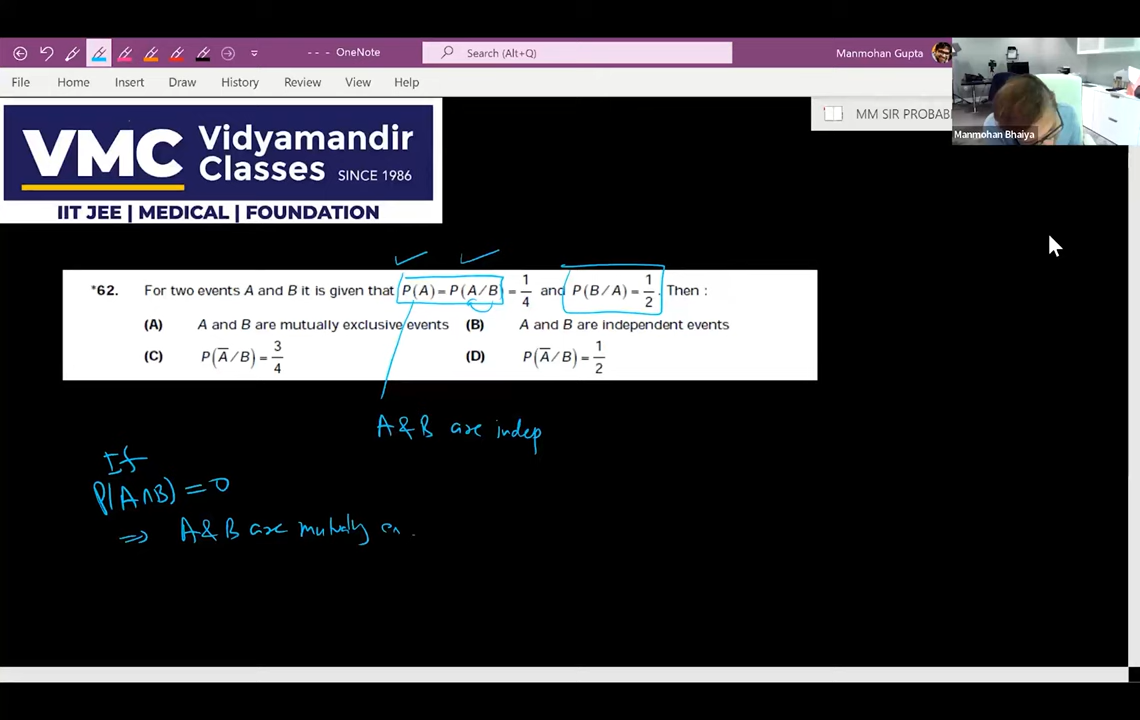 - - - OneNote
Search (Alt+Q)
Manmohan Gupta
File Home Insert Draw History Review View Help
MM SIR PROBAB
Manmohan Bhaiya
VMC Vidyamandir Classes SINCE 1986
IIT JEE | MEDICAL | FOUNDATION
*62. For two events A and B it is given that P(A) = P(A/B) = 1/4 and P(B/A) = 1/2. Then :
(A) A and B are mutually exclusive events (B) A and B are independent events
(C) P(A̅/B) = 3/4 (D) P(A̅/B) = 1/2
A & B are indep
If
P(A∩B) = 0
⇒ A & B are mutually